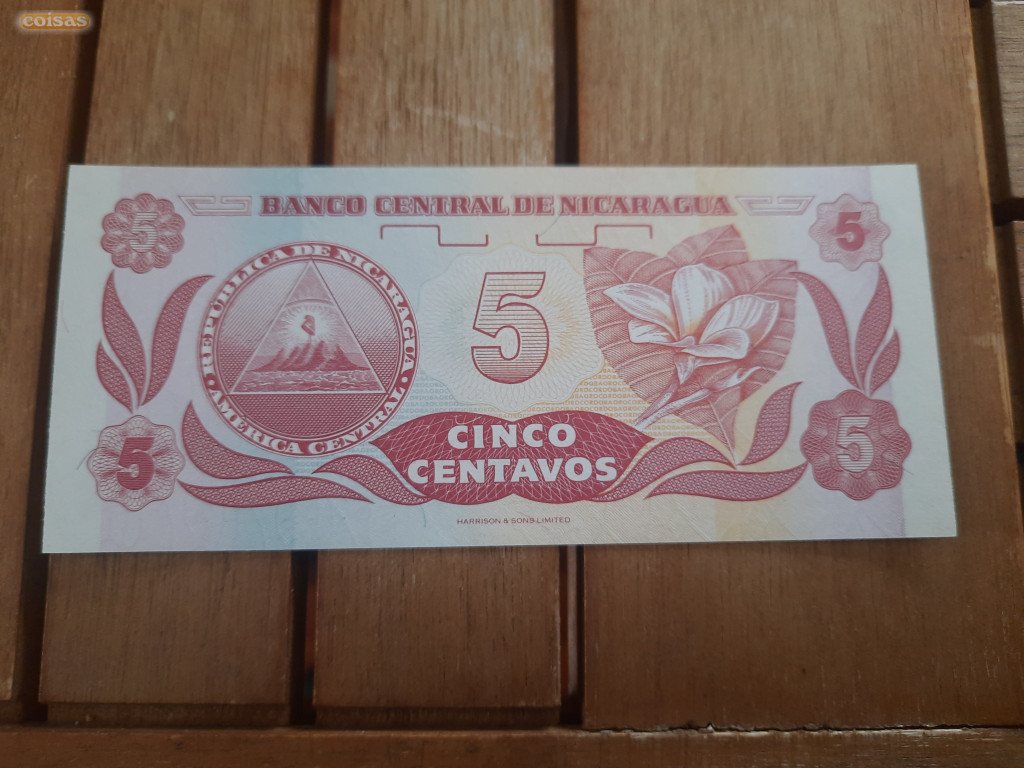 coisas
BANCO CENTRAL DE NICARAGUA
5
5
REPUBLICA DE NICARAGUA
AMERICA CENTRAL
5
5
5
CINCO
CENTAVOS
HARRISON & SONS LIMITED